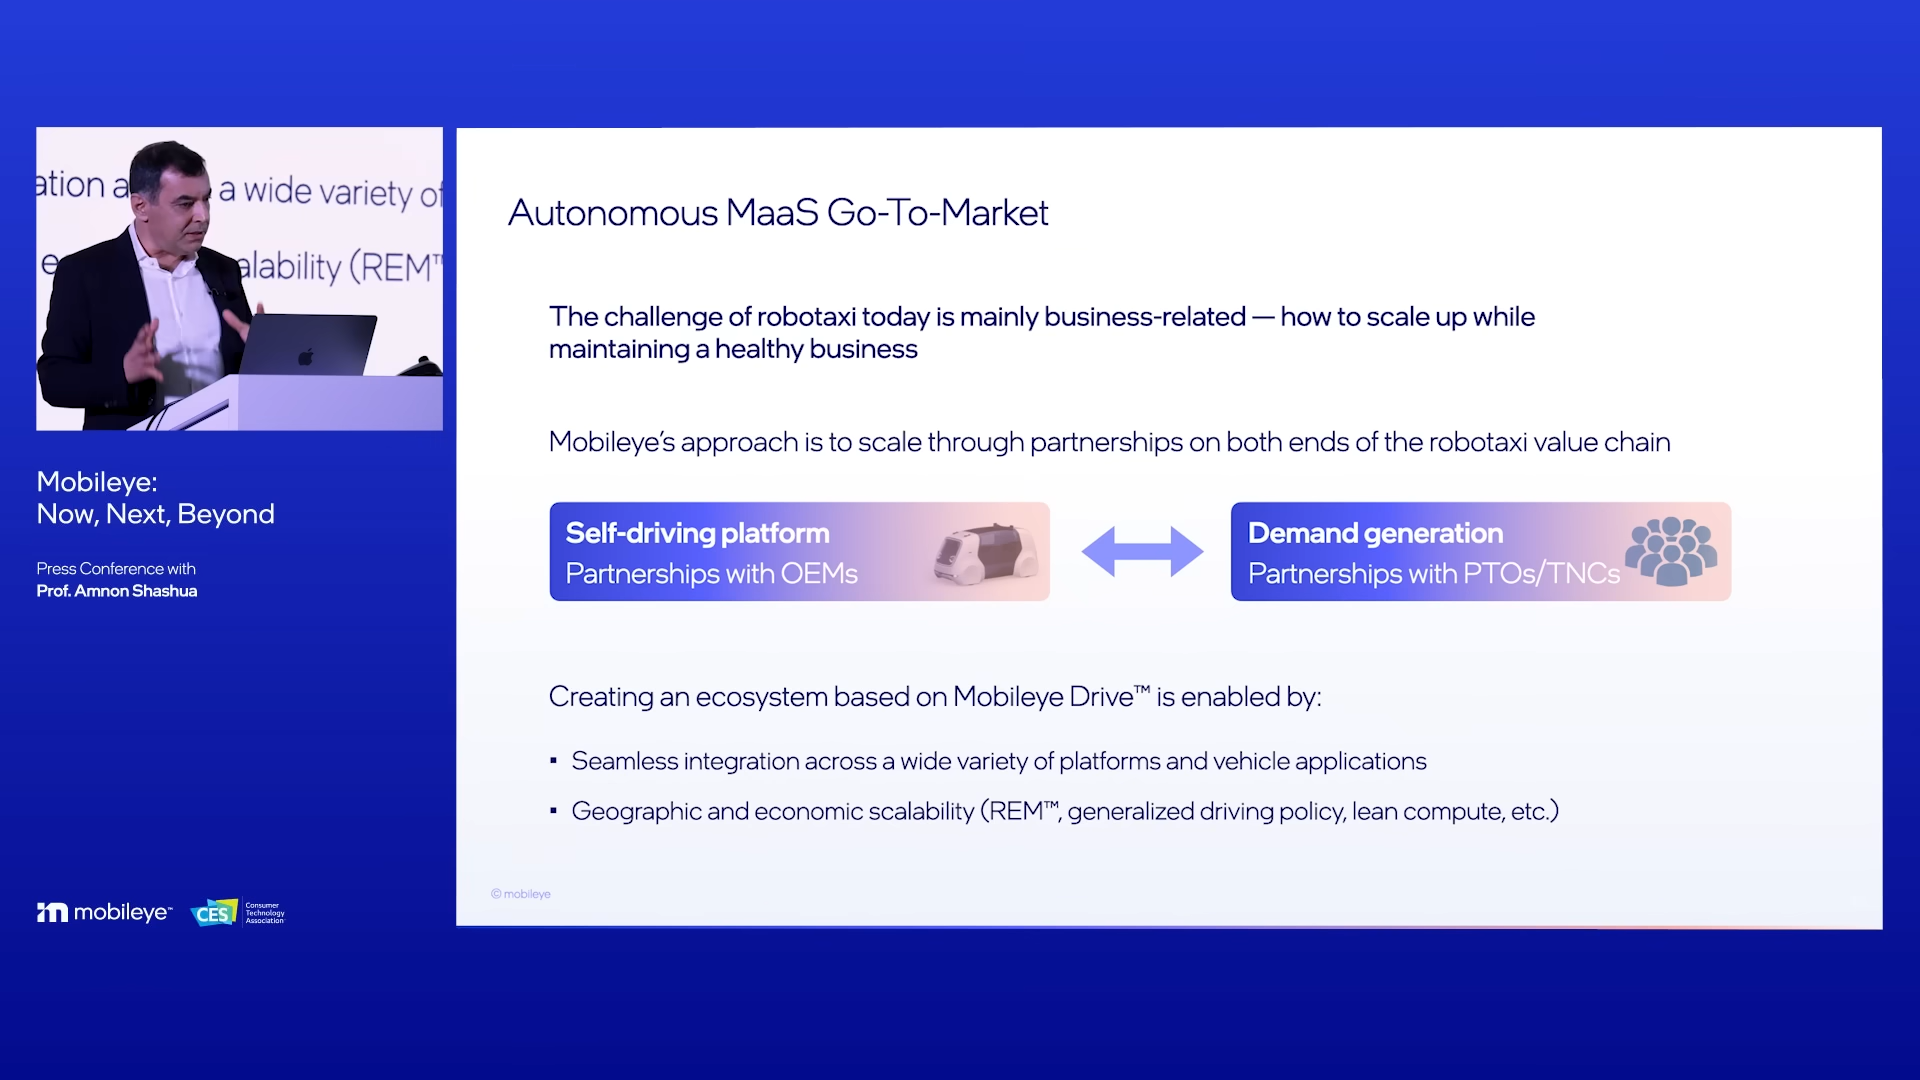 ation a a wide variety of
e alability (REM™
Mobileye:
Now, Next, Beyond
Press Conference with
Prof. Amnon Shashua
mobileye™
CES
Consumer
Technology
Association
Autonomous MaaS Go-To-Market
The challenge of robotaxi today is mainly business-related — how to scale up while
maintaining a healthy business
Mobileye's approach is to scale through partnerships on both ends of the robotaxi value chain
Self-driving platform
Partnerships with OEMs
Demand generation
Partnerships with PTOs/TNCs
Creating an ecosystem based on Mobileye Drive™ is enabled by:
▪ Seamless integration across a wide variety of platforms and vehicle applications
▪ Geographic and economic scalability (REM™, generalized driving policy, lean compute, etc.)
© mobileye